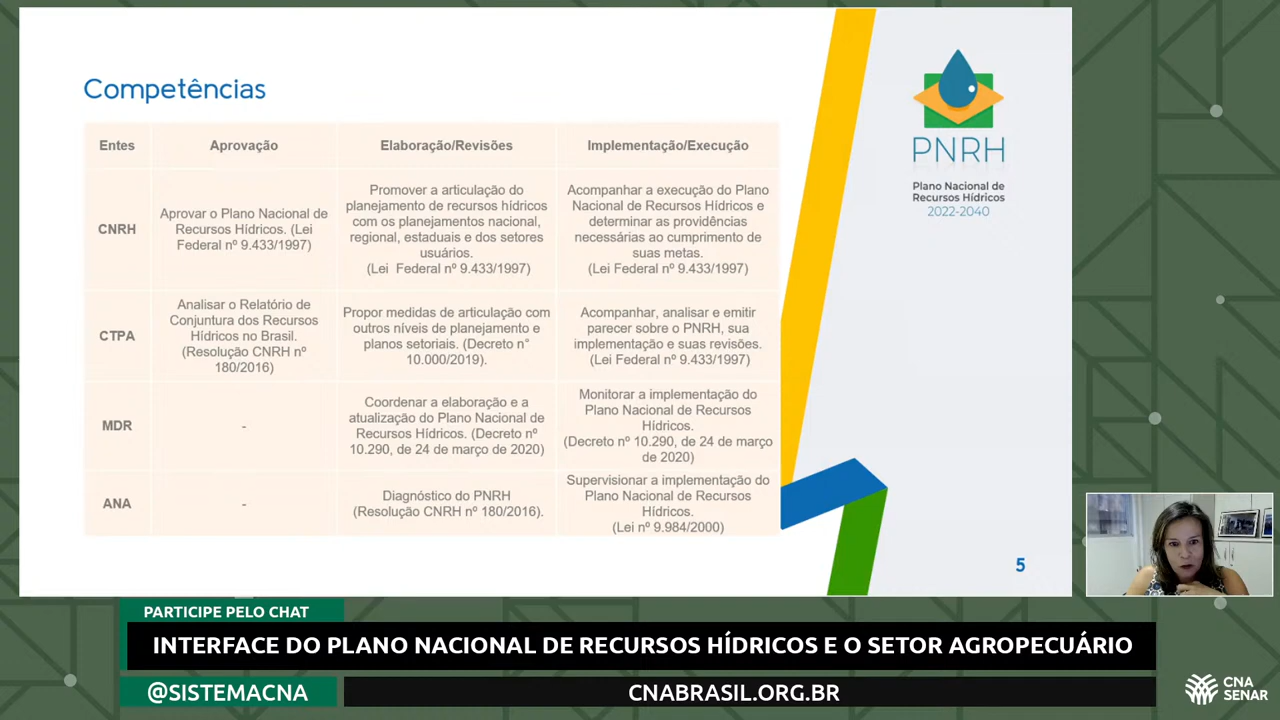 Competências
Entes
Aprovação
Elaboração/Revisões
Implementação/Execução
CNRH
Aprovar o Plano Nacional de
Recursos Hídricos. (Lei
Federal nº 9.433/1997)
Promover a articulação do
planejamento de recursos hídricos
com os planejamentos nacional,
regional, estaduais e dos setores
usuários.
(Lei Federal nº 9.433/1997)
Acompanhar a execução do Plano
Nacional de Recursos Hídricos e
determinar as providências
necessárias ao cumprimento de
suas metas.
(Lei Federal nº 9.433/1997)
CTPA
Analisar o Relatório de
Conjuntura dos Recursos
Hídricos no Brasil.
(Resolução CNRH nº
180/2016)
Propor medidas de articulação com
outros níveis de planejamento e
planos setoriais. (Decreto n°
10.000/2019).
Acompanhar, analisar e emitir
parecer sobre o PNRH, sua
implementação e suas revisões.
(Lei Federal nº 9.433/1997)
MDR
-
Coordenar a elaboração e a
atualização do Plano Nacional de
Recursos Hídricos. (Decreto nº
10.290, de 24 de março de 2020)
Monitorar a implementação do
Plano Nacional de Recursos
Hídricos.
(Decreto nº 10.290, de 24 de março
de 2020)
ANA
-
Diagnóstico do PNRH
(Resolução CNRH nº 180/2016).
Supervisionar a implementação do
Plano Nacional de Recursos
Hídricos.
(Lei nº 9.984/2000)
PNRH
Plano Nacional de
Recursos Hídricos
2022-2040
5
PARTICIPE PELO CHAT
INTERFACE DO PLANO NACIONAL DE RECURSOS HÍDRICOS E O SETOR AGROPECUÁRIO
@SISTEMACNA
CNABRASIL.ORG.BR
CNA
SENAR